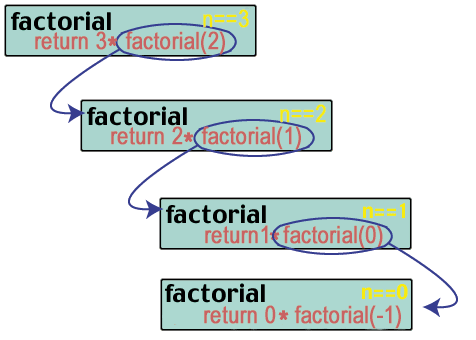 factorial n==3
return 3* factorial(2)
factorial n==2
return 2* factorial(1)
factorial n==1
return1* factorial(0)
factorial n==0
return 0* factorial(-1)